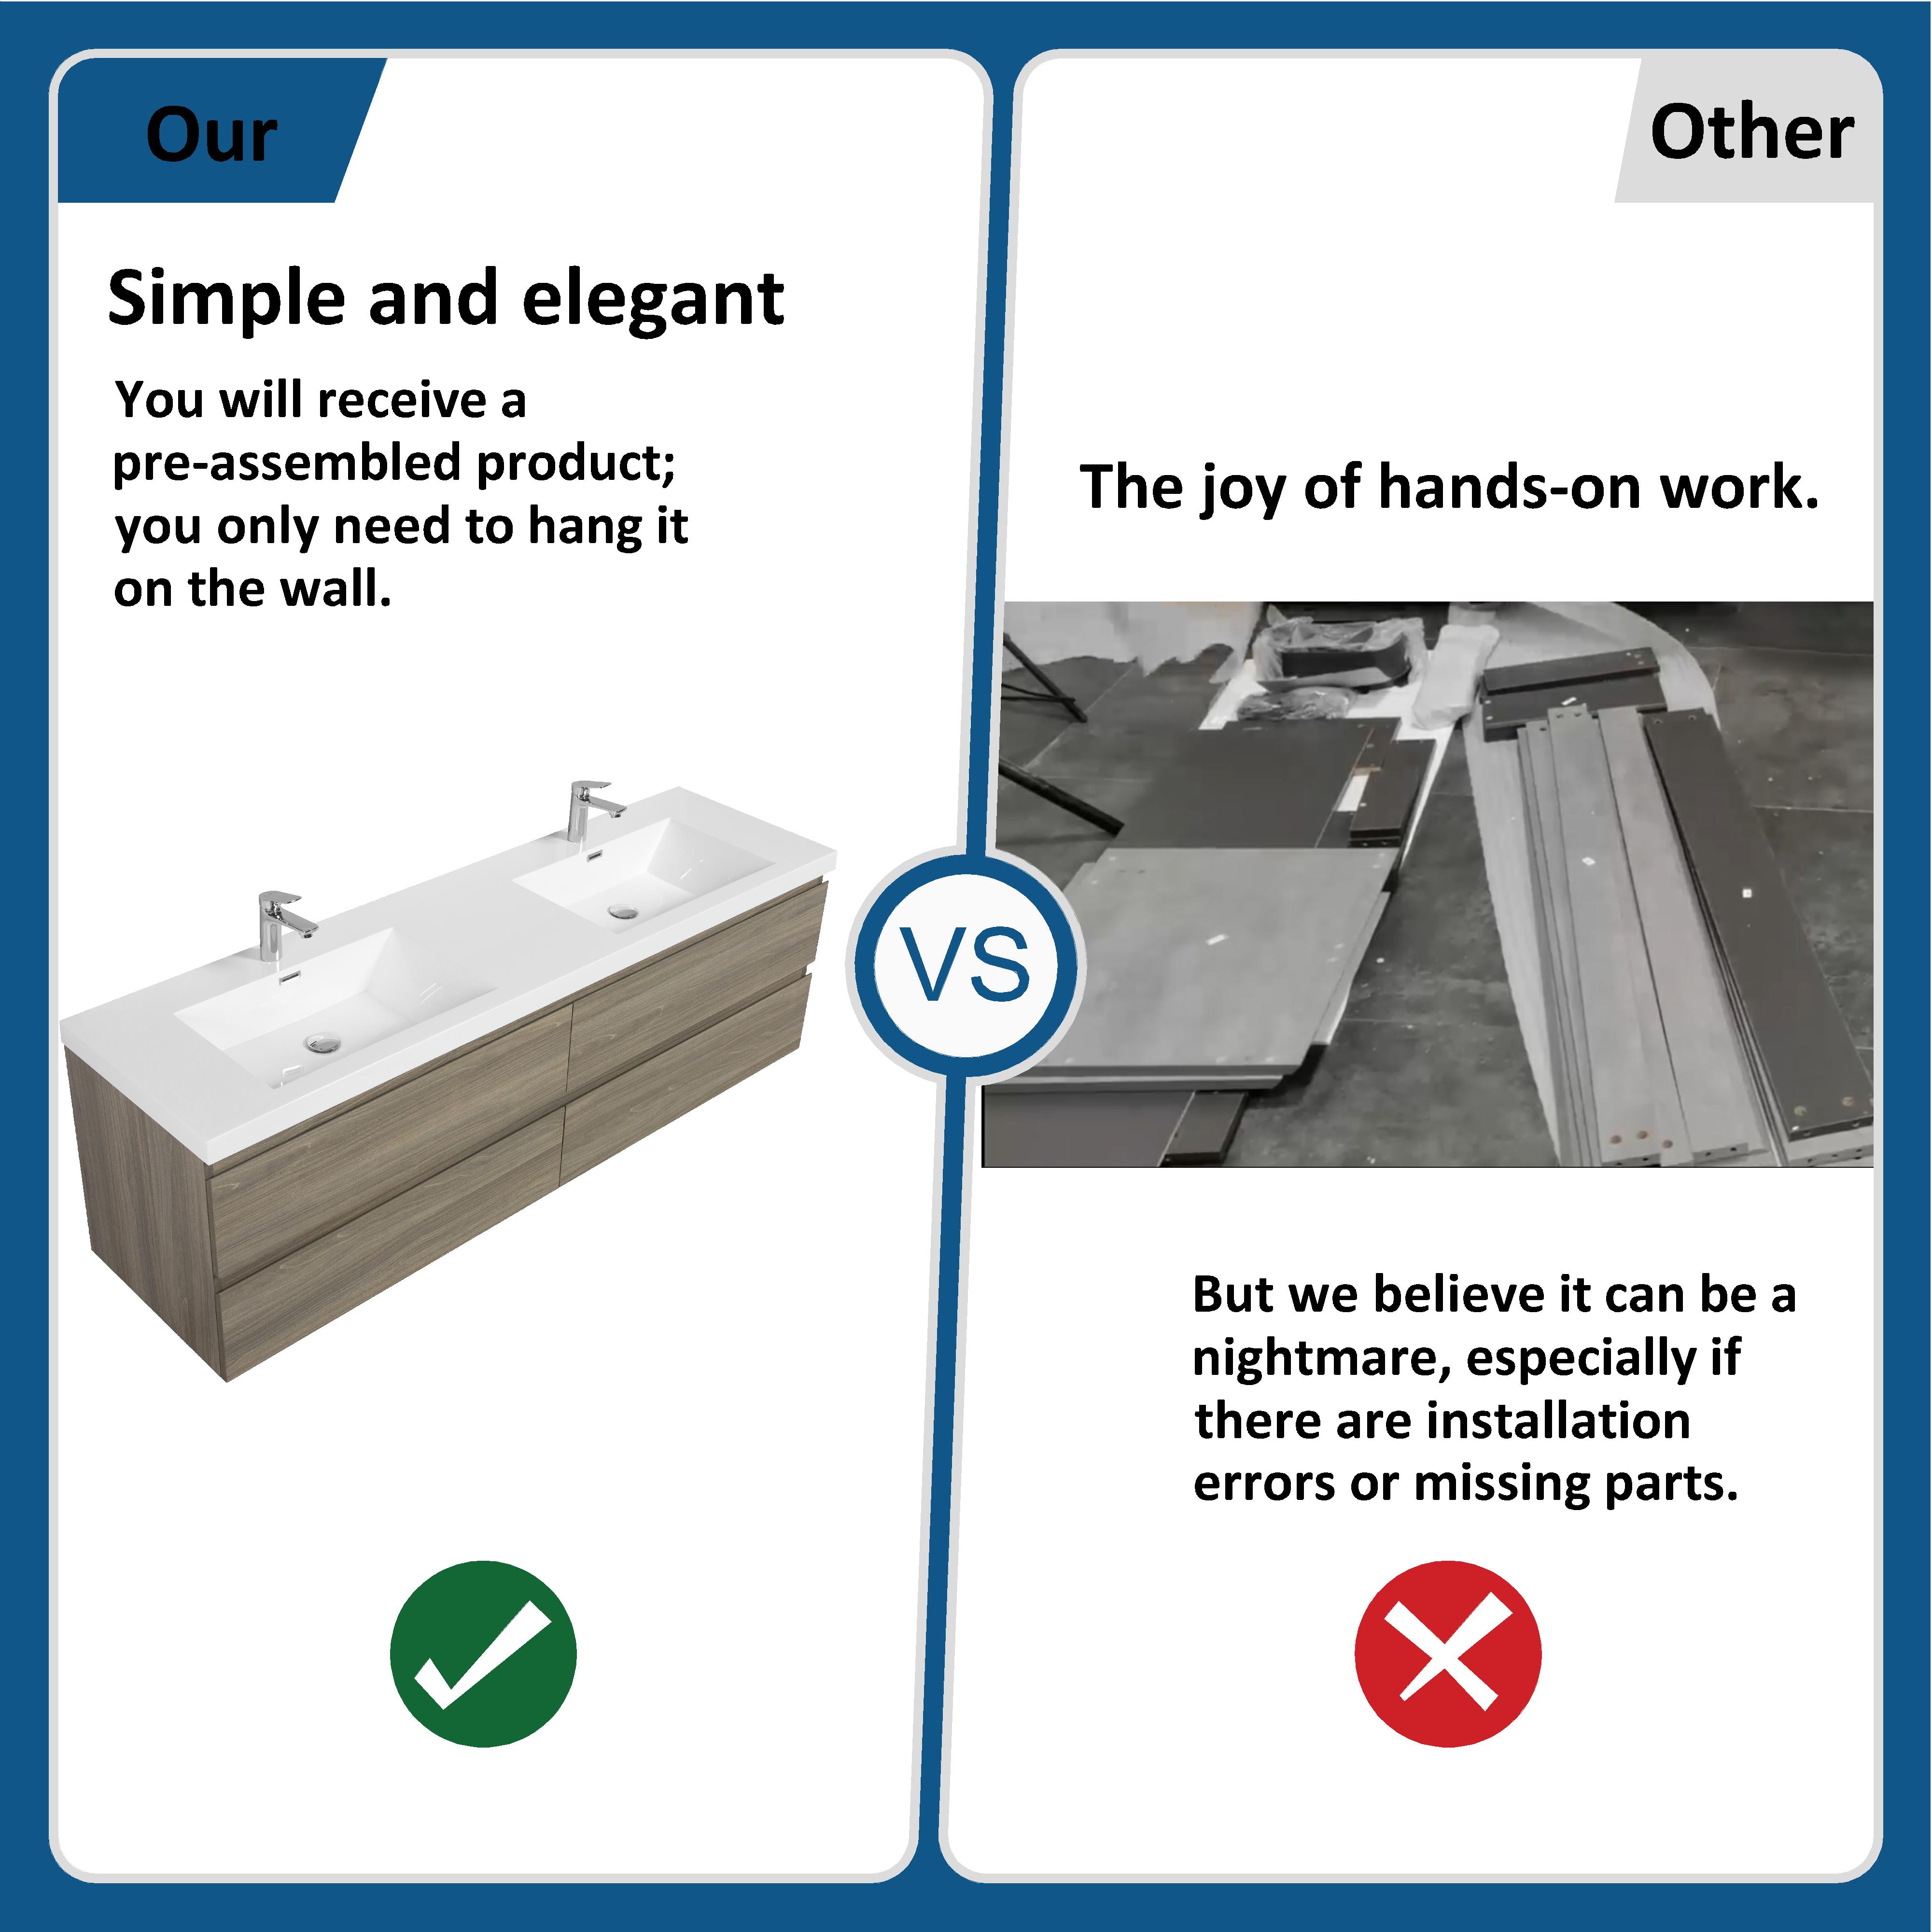 Our
Simple and elegant
You will receive a
pre-assembled product;
you only need to hang it
on the wall.
VS
Other
The joy of hands-on work.
But we believe it can be a
nightmare, especially if
there are installation
errors or missing parts.